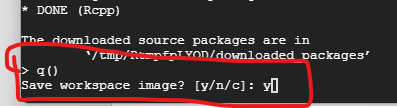 * DONE (Rcpp)
The downloaded source packages are in
‘/tmp/RtmpfpLYOD/downloaded_packages’
> q()
Save workspace image? [y/n/c]: y